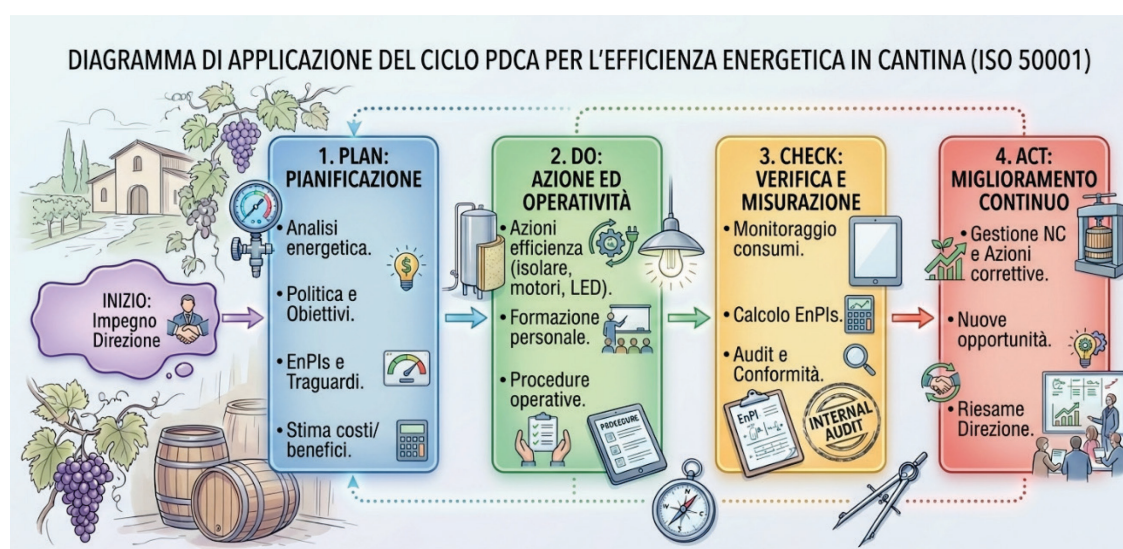 DIAGRAMMA DI APPLICAZIONE DEL CICLO PDCA PER L'EFFICIENZA ENERGETICA IN CANTINA (ISO 50001)
INIZIO:
Impegno
Direzione
1. PLAN:
PIANIFICAZIONE
• Analisi
energetica.
$
• Politica e
Obiettivi.
• EnPIs e
Traguardi.
• Stima costi/
benefici.
2. DO:
AZIONE ED
OPERATIVITÀ
• Azioni
efficienza
(isolare,
motori, LED).
• Formazione
personale.
• Procedure
operative.
3. CHECK:
VERIFICA E
MISURAZIONE
• Monitoraggio
consumi.
• Calcolo EnPIs.
• Audit e
Conformità.
EnPI
INTERNAL
AUDIT
N
E
S
W
4. ACT:
MIGLIORAMENTO
CONTINUO
• Gestione NC
e Azioni
correttive.
• Nuove
opportunità.
• Riesame
Direzione.